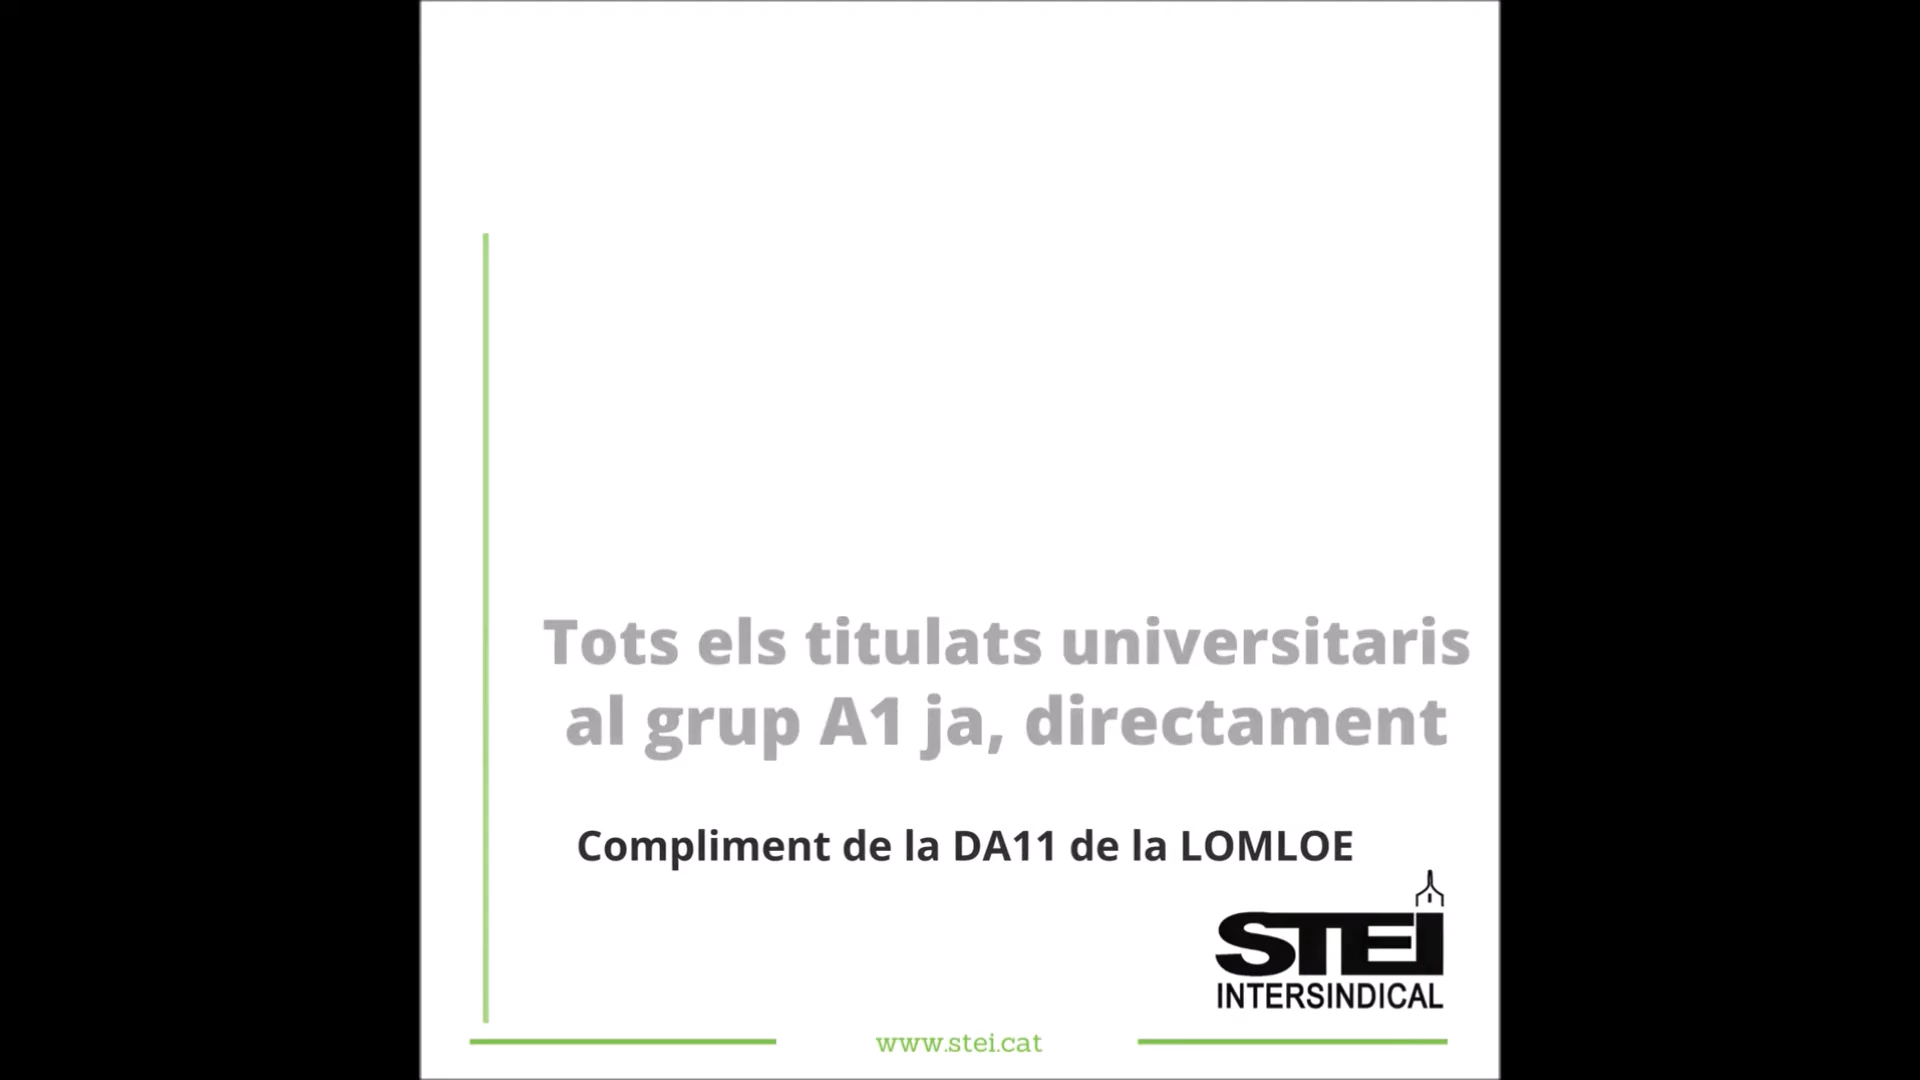 Tots els titulats universitaris
al grup A1 ja, directament
Compliment de la DA11 de la LOMLOE
STEI
INTERSINDICAL
www.stei.cat